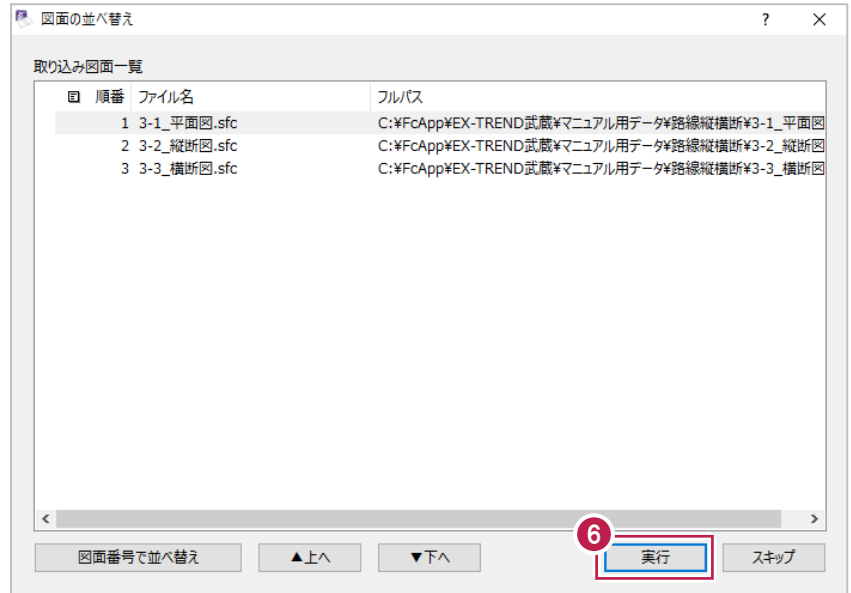 図面の並べ替え
取り込み図面一覧
順番 ファイル名 フルパス
1 3-1_平面図.sfc C:¥FcApp¥EX-TREND武蔵¥マニュアル用データ¥路線縦横断¥3-1_平面図
2 3-2_縦断図.sfc C:¥FcApp¥EX-TREND武蔵¥マニュアル用データ¥路線縦横断¥3-2_縦断図
3 3-3_横断図.sfc C:¥FcApp¥EX-TREND武蔵¥マニュアル用データ¥路線縦横断¥3-3_横断図
6
図面番号で並べ替え ▲上へ ▼下へ 実行 スキップ